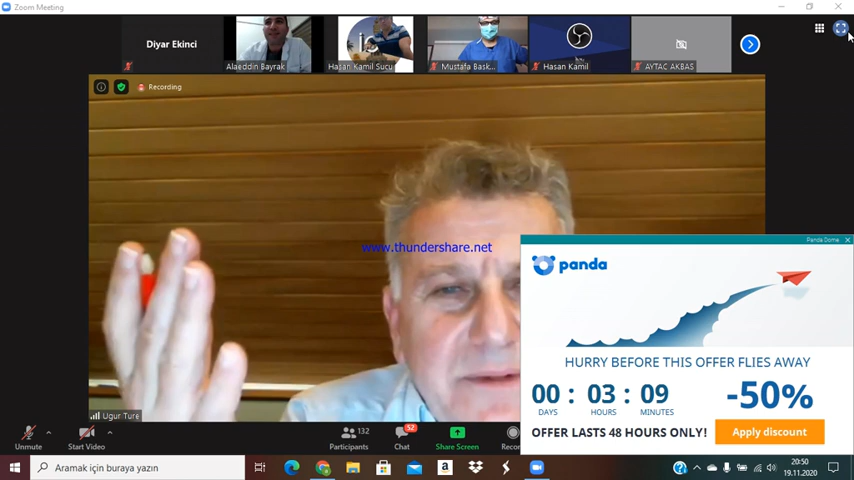 Zoom Meeting
Diyar Ekinci
Alaeddin Bayrak
Hasan Kamil Sucu
Mustafa Bask...
Hasan Kamil
AYTAC AKBAS
Recording
www.thundershare.net
Panda Dome
panda
HURRY BEFORE THIS OFFER FLIES AWAY
00 : 03 : 09
DAYS HOURS MINUTES
-50%
OFFER LASTS 48 HOURS ONLY!
Apply discount
Ugur Ture
Unmute
Start Video
132
Participants
52
Chat
Share Screen
Recor
Aramak için buraya yazın
20:50
19.11.2020